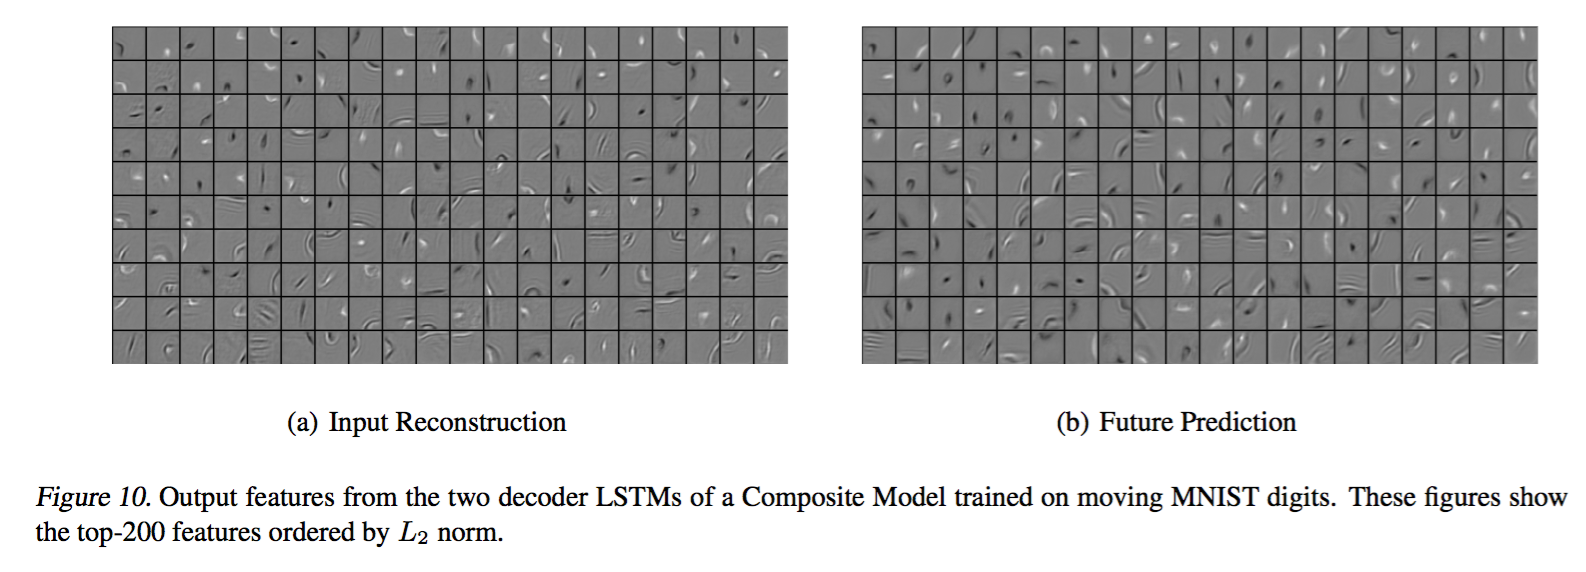 (a) Input Reconstruction
(b) Future Prediction
Figure 10. Output features from the two decoder LSTMs of a Composite Model trained on moving MNIST digits. These figures show
the top-200 features ordered by L2 norm.